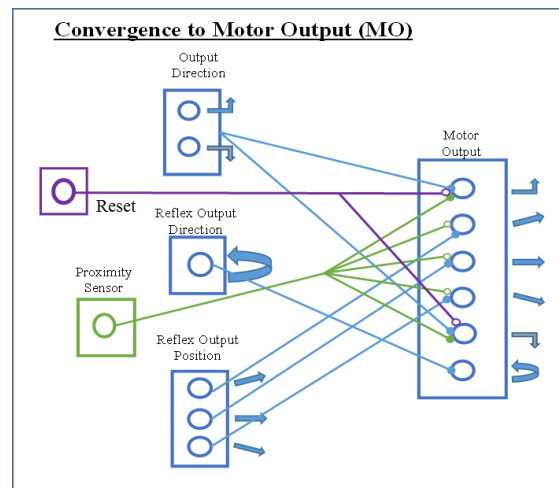 Convergence to Motor Output (MO)
Output
Direction
Motor
Output
Reset
Reflex Output
Direction
Proximity
Sensor
Reflex Output
Position